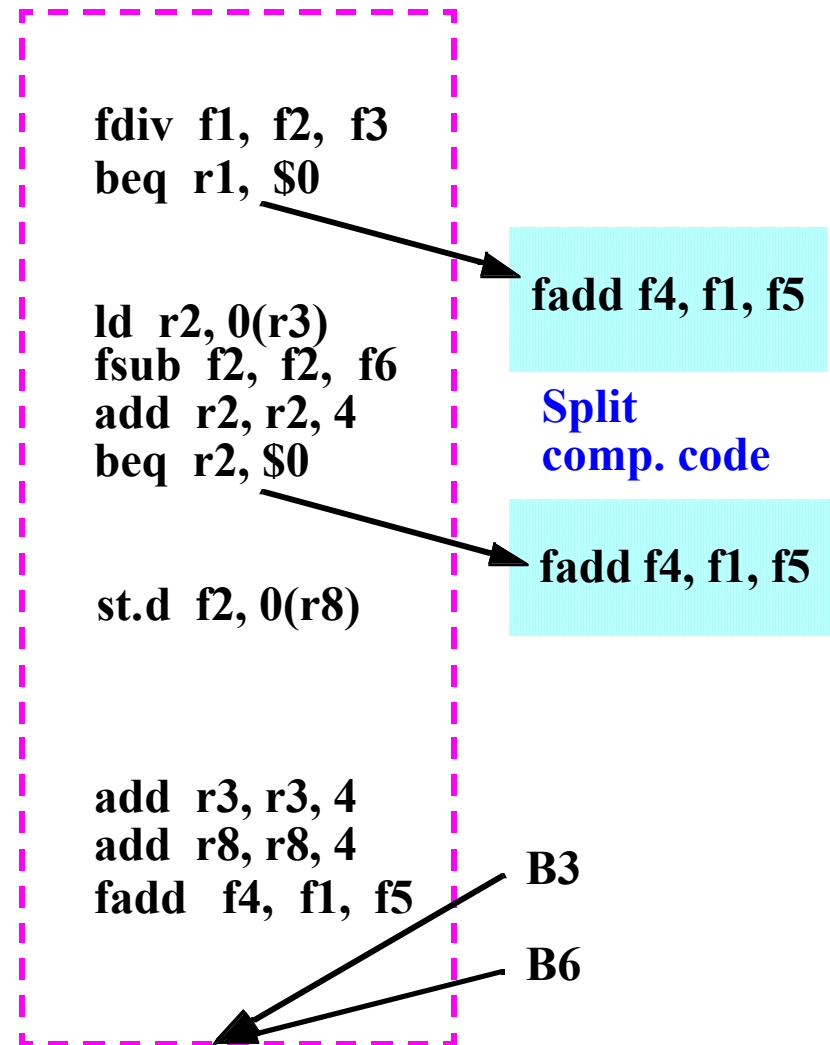 fdiv f1, f2, f3
beq r1, $0
fadd f4, f1, f5
ld r2, 0(r3)
fsub f2, f2, f6
add r2, r2, 4
beq r2, $0
Split
comp. code
fadd f4, f1, f5
st.d f2, 0(r8)
add r3, r3, 4
add r8, r8, 4
fadd f4, f1, f5
B3
B6